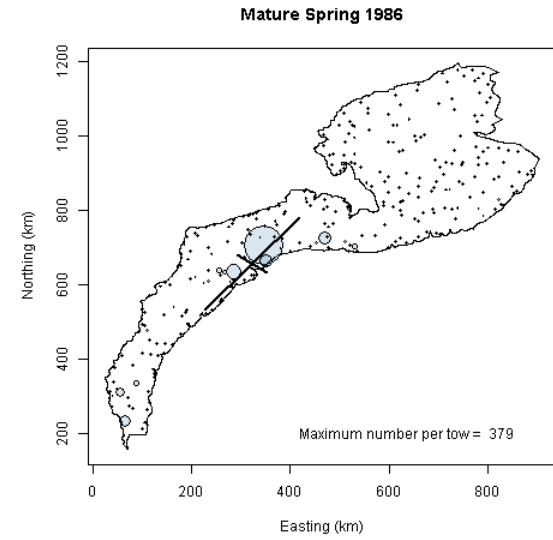 Mature Spring 1986
1200
1000
800
600
400
200
Northing (km)
Maximum number per tow = 379
0 200 400 600 800
Easting (km)